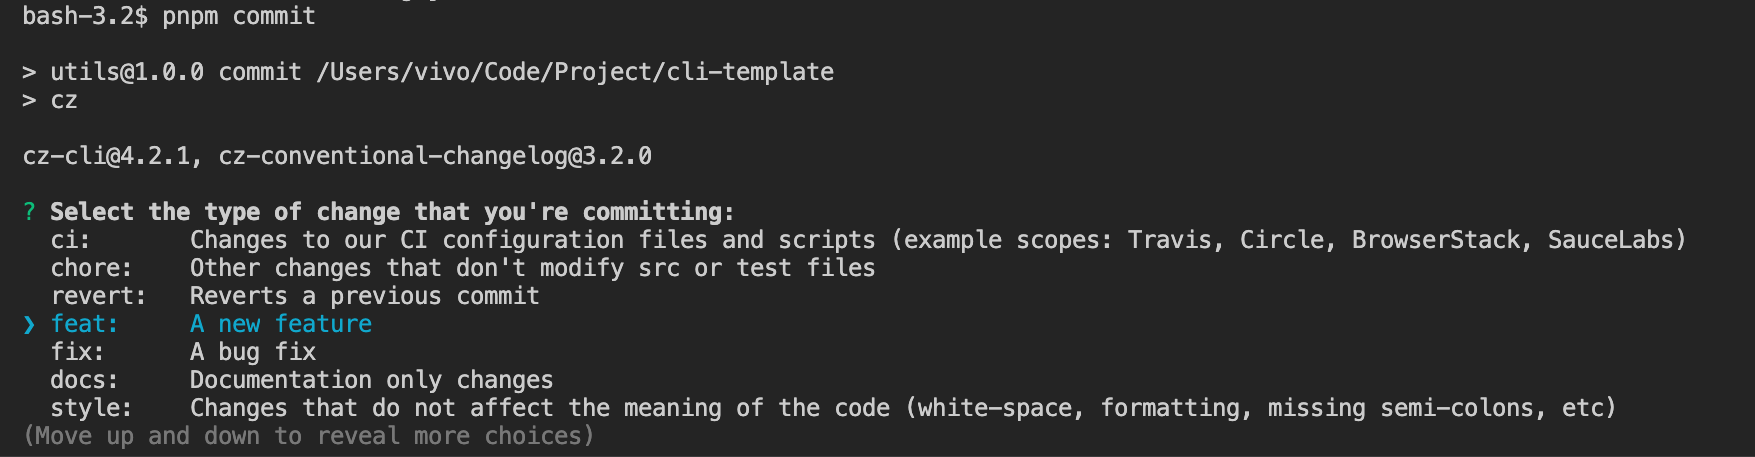 bash-3.2$ pnpm commit
> utils@1.0.0 commit /Users/vivo/Code/Project/cli-template
> cz
cz-cli@4.2.1, cz-conventional-changelog@3.2.0
? Select the type of change that you're committing:
ci:       Changes to our CI configuration files and scripts (example scopes: Travis, Circle, BrowserStack, SauceLabs)
chore:    Other changes that don't modify src or test files
revert:   Reverts a previous commit
❯ feat:     A new feature
fix:      A bug fix
docs:     Documentation only changes
style:    Changes that do not affect the meaning of the code (white-space, formatting, missing semi-colons, etc)
(Move up and down to reveal more choices)